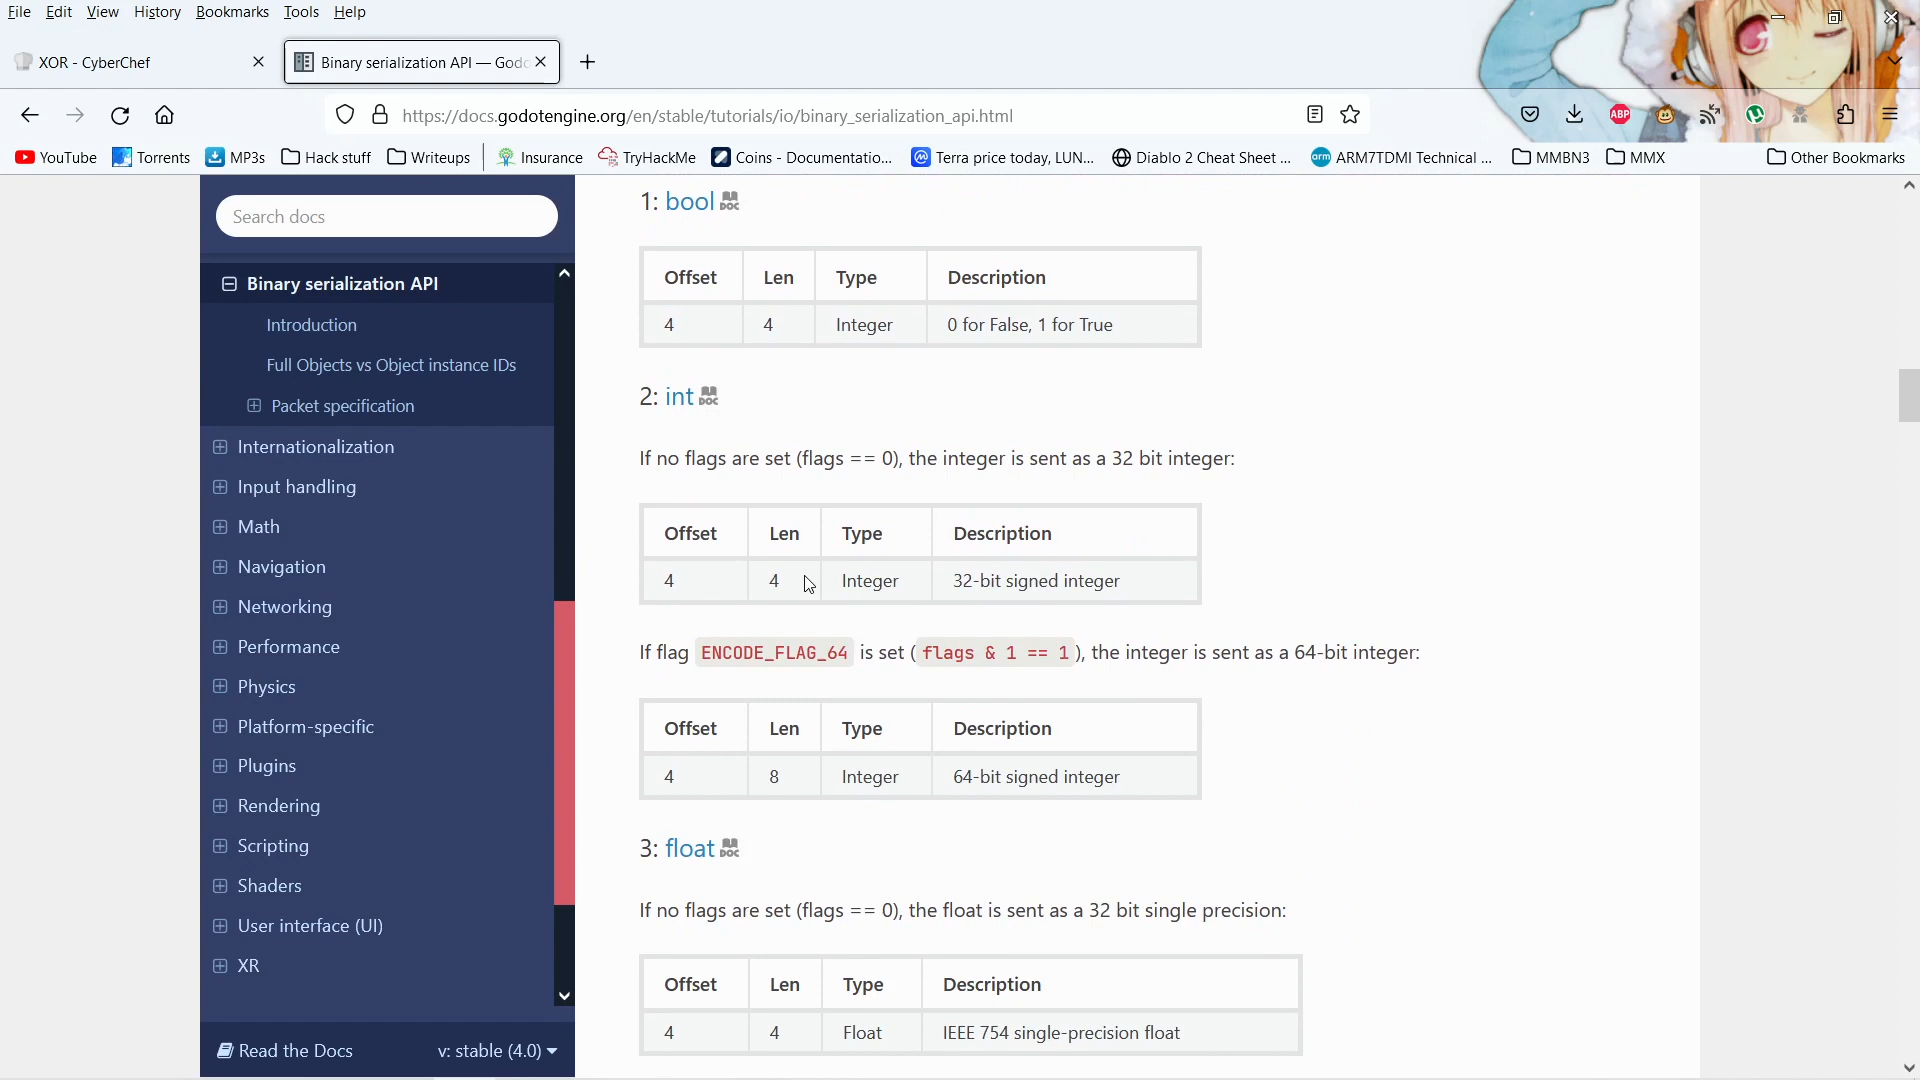 File Edit View History Bookmarks Tools Help
XOR - CyberChef
Binary serialization API — Godo
https://docs.godotengine.org/en/stable/tutorials/io/binary_serialization_api.html
ABP
YouTube Torrents MP3s Hack stuff Writeups Insurance TryHackMe Coins - Documentatio... Terra price today, LUN... Diablo 2 Cheat Sheet ... arm ARM7TDMI Technical ... MMBN3 MMX Other Bookmarks
Search docs
Binary serialization API
Introduction
Full Objects vs Object instance IDs
Packet specification
Internationalization
Input handling
Math
Navigation
Networking
Performance
Physics
Platform-specific
Plugins
Rendering
Scripting
Shaders
User interface (UI)
XR
Read the Docs v: stable (4.0)
1: bool DOC
Offset Len Type Description
4 4 Integer 0 for False, 1 for True
2: int DOC
If no flags are set (flags == 0), the integer is sent as a 32 bit integer:
Offset Len Type Description
4 4 Integer 32-bit signed integer
If flag ENCODE_FLAG_64 is set ( flags & 1 == 1 ), the integer is sent as a 64-bit integer:
Offset Len Type Description
4 8 Integer 64-bit signed integer
3: float DOC
If no flags are set (flags == 0), the float is sent as a 32 bit single precision:
Offset Len Type Description
4 4 Float IEEE 754 single-precision float